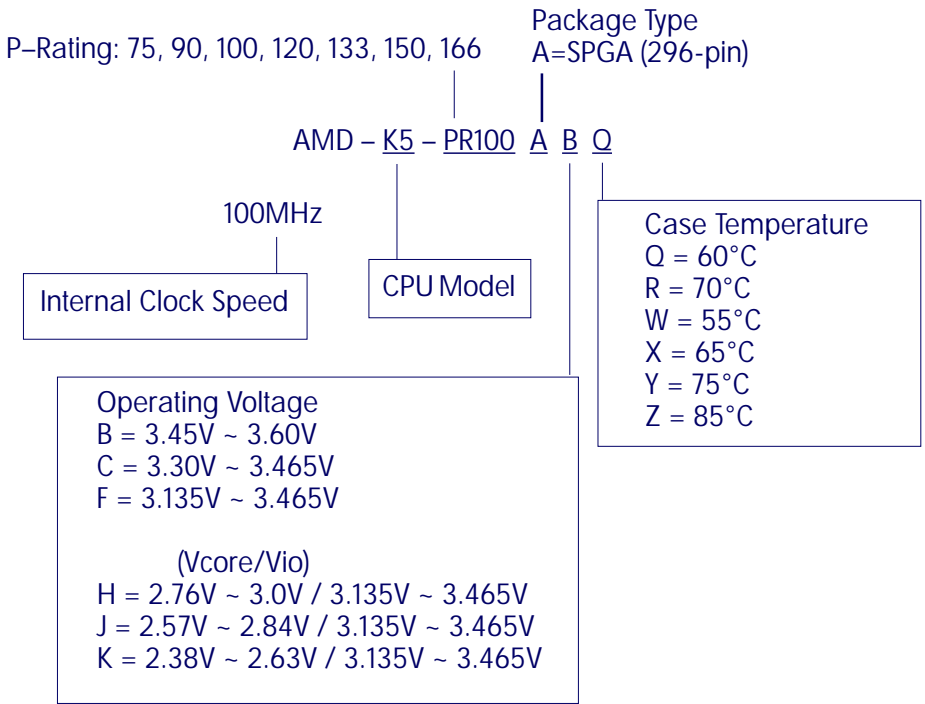 Package Type
P–Rating: 75, 90, 100, 120, 133, 150, 166
A=SPGA (296-pin)
AMD – K5 – PR100 A B Q
100MHz
Internal Clock Speed
CPU Model
Case Temperature
Q = 60°C
R = 70°C
W = 55°C
X = 65°C
Y = 75°C
Z = 85°C
Operating Voltage
B = 3.45V ~ 3.60V
C = 3.30V ~ 3.465V
F = 3.135V ~ 3.465V
(Vcore/Vio)
H = 2.76V ~ 3.0V / 3.135V ~ 3.465V
J = 2.57V ~ 2.84V / 3.135V ~ 3.465V
K = 2.38V ~ 2.63V / 3.135V ~ 3.465V